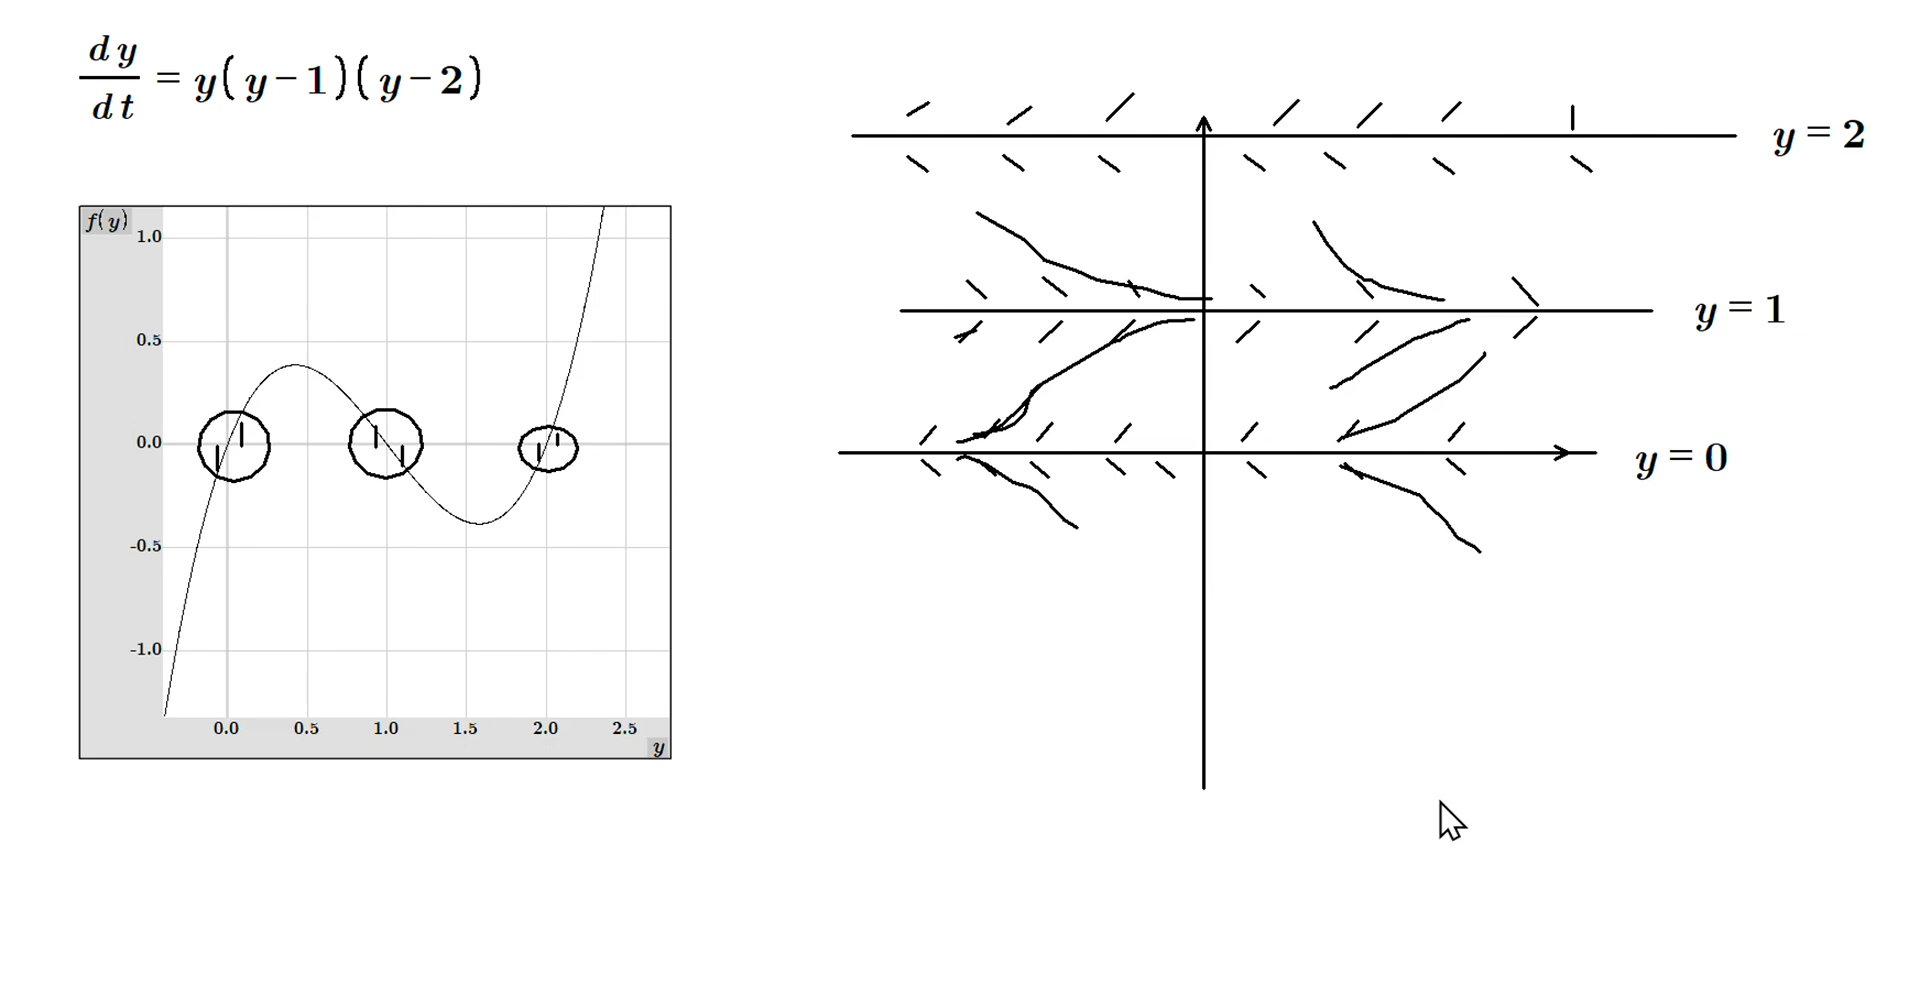 dy/dt = y(y−1)(y−2)
f(y)
1.0
0.5
0.0
-0.5
-1.0
0.0 0.5 1.0 1.5 2.0 2.5
y
y = 2
y = 1
y = 0